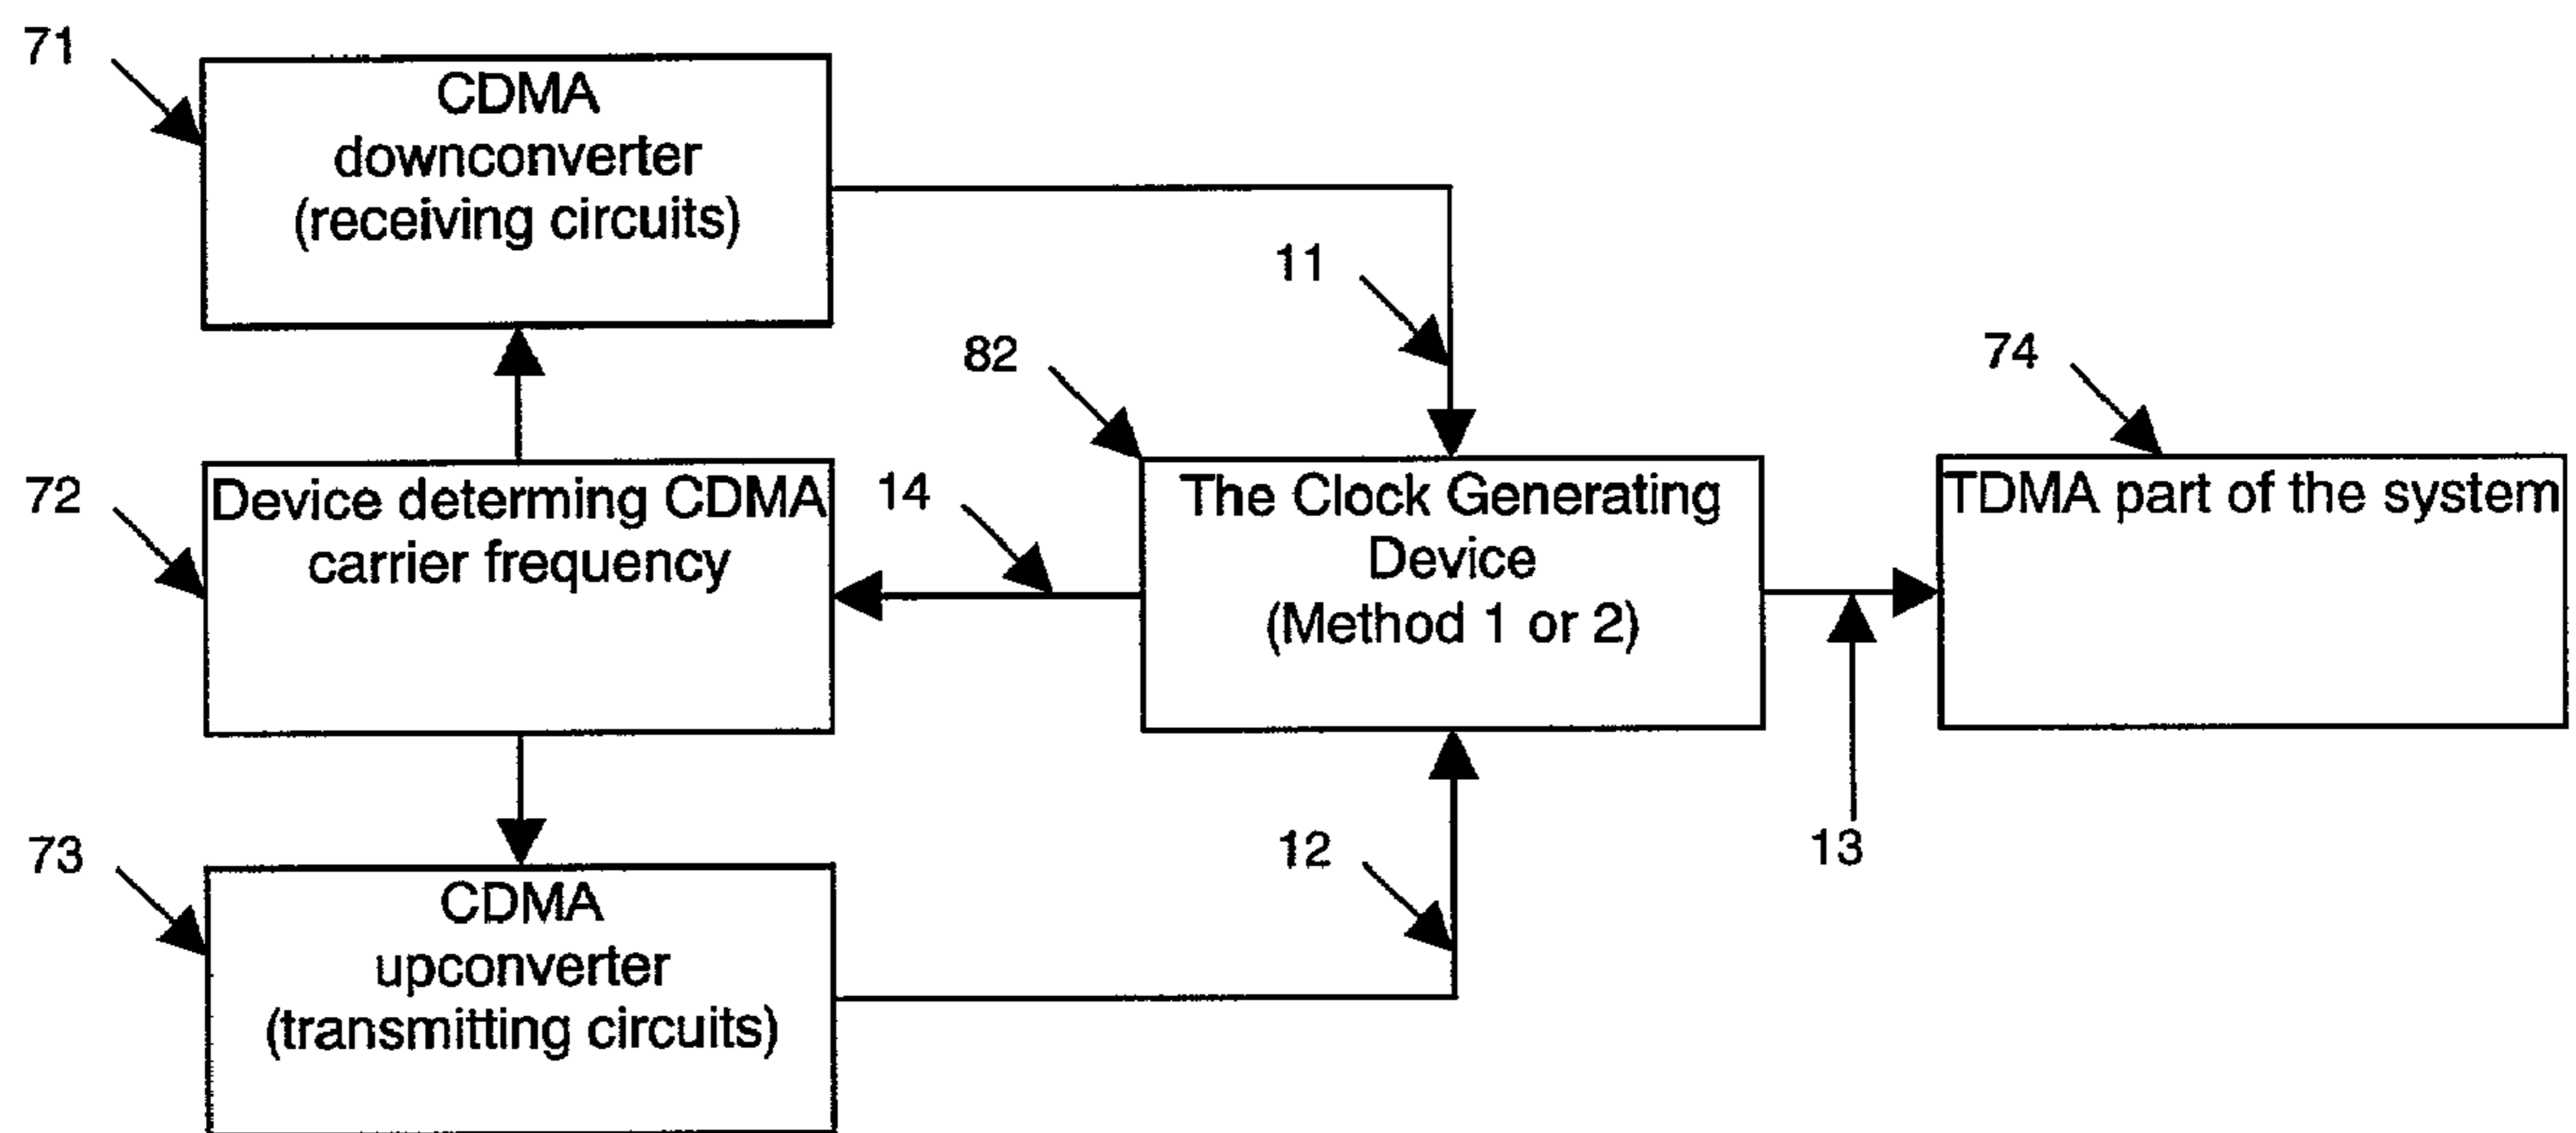 71
CDMA
downconverter
(receiving circuits)
11
82
74
72
Device determing CDMA
carrier frequency
14
The Clock Generating
Device
(Method 1 or 2)
TDMA part of the system
73
CDMA
upconverter
(transmitting circuits)
12
13